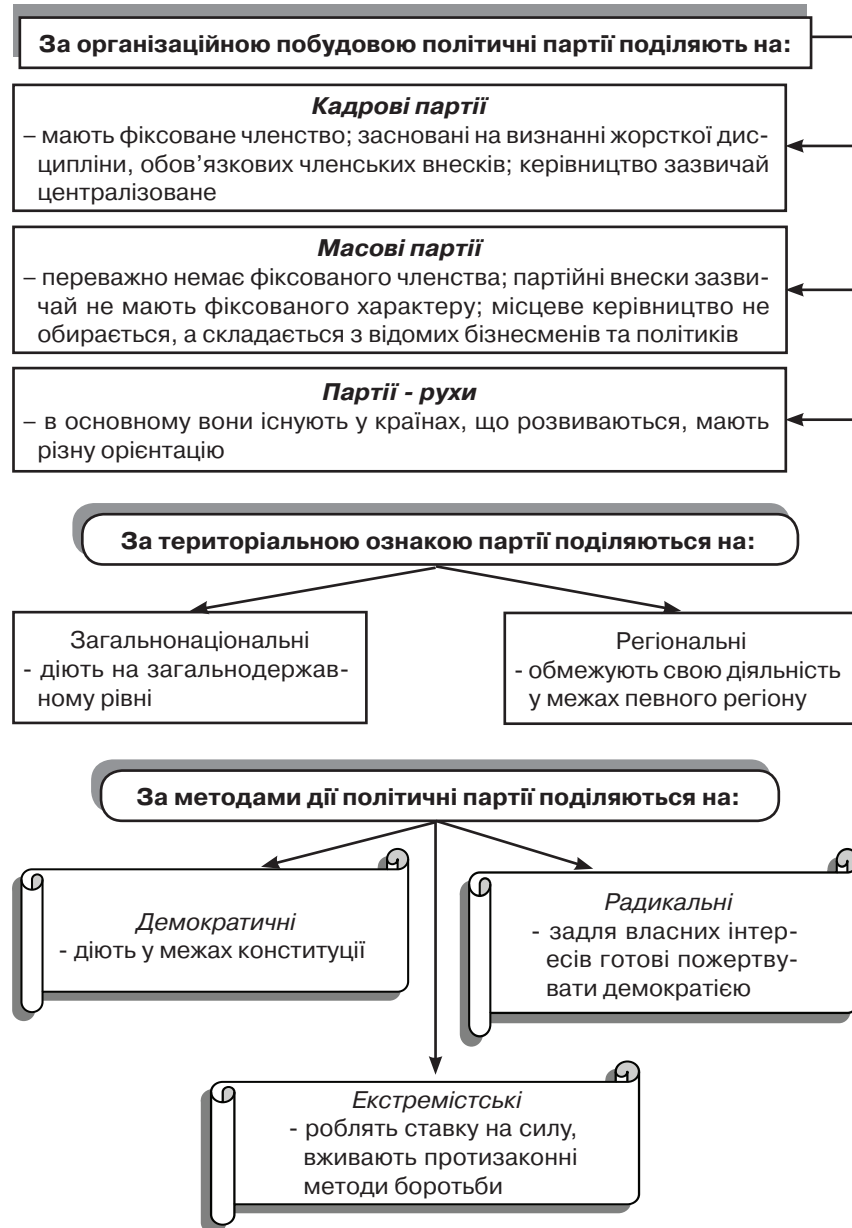 За організаційною побудовою політичні партії поділяють на:
Кадрові партії
– мають фіксоване членство; засновані на визнанні жорсткої дис-
ципліни, обов’язкових членських внесків; керівництво зазвичай
централізоване
Масові партії
– переважно немає фіксованого членства; партійні внески зазви-
чай не мають фіксованого характеру; місцеве керівництво не
обирається, а складається з відомих бізнесменів та політиків
Партії - рухи
– в основному вони існують у країнах, що розвиваються, мають
різну орієнтацію
За територіальною ознакою партії поділяються на:
Загальнонаціональні
- діють на загальнодержав-
ному рівні
Регіональні
- обмежують свою діяльність
у межах певного регіону
За методами дії політичні партії поділяються на:
Демократичні
- діють у межах конституції
Радикальні
- задля власних інтер-
есів готові пожертву-
вати демократією
Екстремістські
- роблять ставку на силу,
вживають протизаконні
методи боротьби